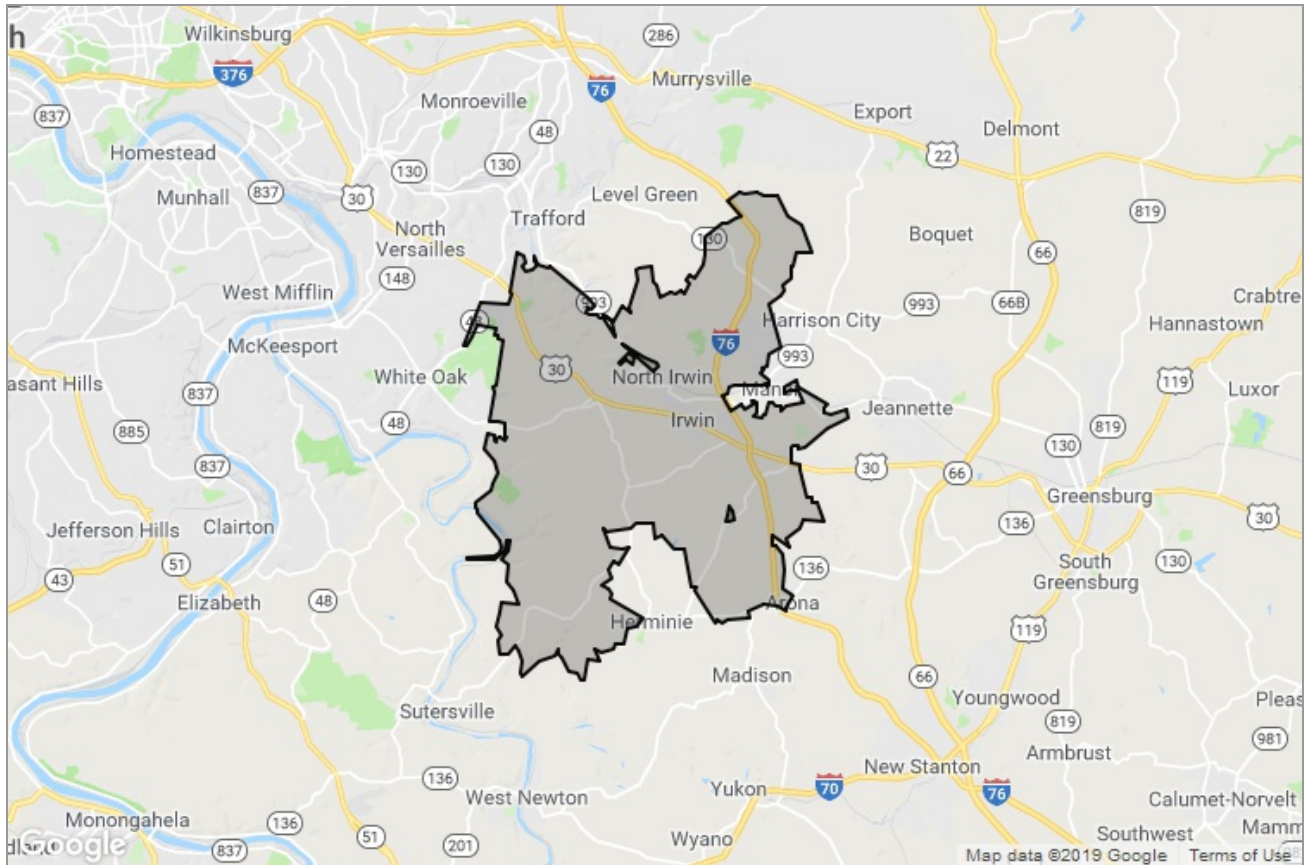 h
Wilkinsburg
286
376
76
Murrysville
837
Monroeville
48
Export
Delmont
Homestead
130
130
22
Munhall
837
30
Level Green
819
North
Versailles
Trafford
130
Boquet
66
148
West Mifflin
993
993
66B
Crabtre
48
Harrison City
Hannastown
McKeesport
76
993
asant Hills
White Oak
30
North Irwin
119
Luxor
837
Jeannette
48
Irwin
819
885
130
837
30
66
Greensburg
Jefferson Hills
Clairton
136
30
43
51
136
South
Greensburg
130
Elizabeth
48
Arona
Herminie
119
Madison
66
Youngwood
Pleas
Sutersville
819
981
Armbrust
136
New Stanton
West Newton
Yukon
70
76
Calumet-Norvelt
Monongahela
136
51
Southwest
Mamm
Google
837
201
Wyano
Map data ©2019 Google
Terms of Use